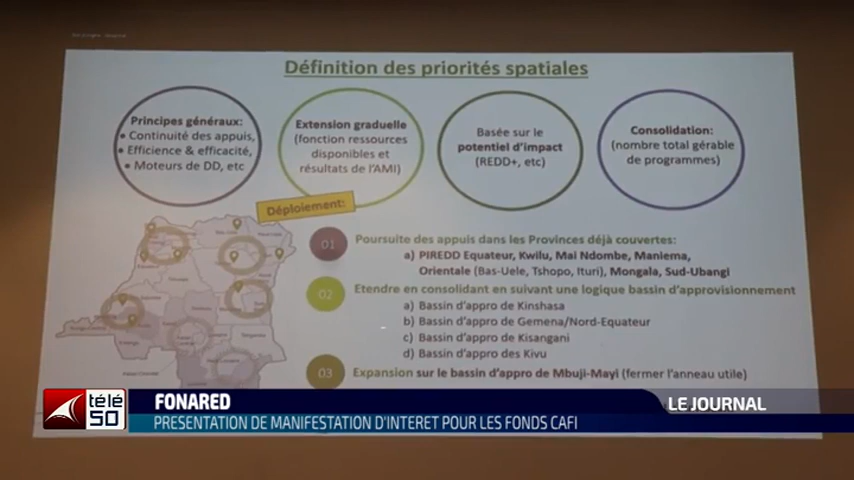 Définition des priorités spatiales
Principes généraux:
• Continuité des appuis,
• Efficience & efficacité,
• Moteurs de DD, etc
Extension graduelle
(fonction ressources
disponibles et
résultats de l'AMI)
Basée sur le
potentiel d'impact
(REDD+, etc)
Consolidation:
(nombre total gérable
de programmes)
Déploiement:
01 Poursuite des appuis dans les Provinces déjà couvertes:
a) PIREDD Equateur, Kwilu, Mai Ndombe, Maniema,
Orientale (Bas-Uele, Tshopo, Ituri), Mongala, Sud-Ubangi
02 Etendre en consolidant en suivant une logique bassin d'approvisionnement
a) Bassin d'appro de Kinshasa
b) Bassin d'appro de Gemena/Nord-Equateur
c) Bassin d'appro de Kisangani
d) Bassin d'appro des Kivu
03 Expansion sur le bassin d'appro de Mbuji-Mayi (fermer l'anneau utile)
télé
50
FONARED
PRESENTATION DE MANIFESTATION D'INTERET POUR LES FONDS CAFI
LE JOURNAL